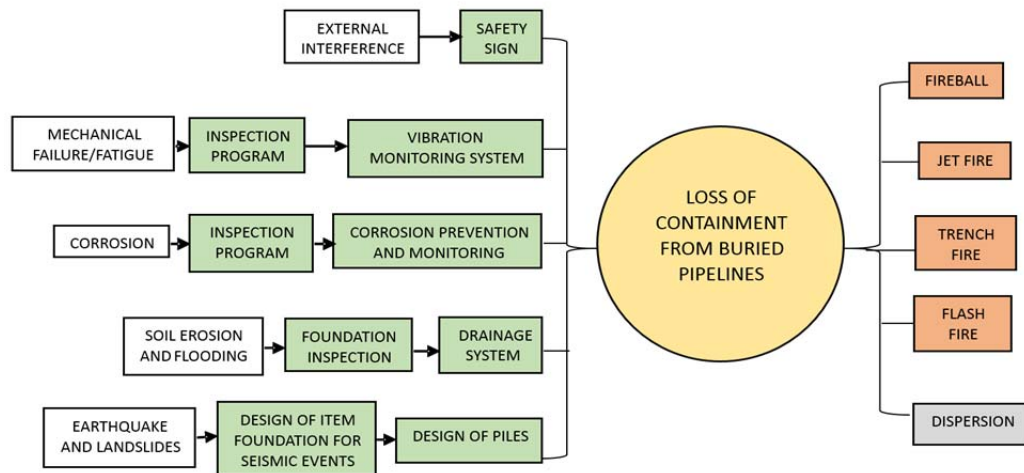 EXTERNAL
INTERFERENCE
SAFETY
SIGN
MECHANICAL
FAILURE/FATIGUE
INSPECTION
PROGRAM
VIBRATION
MONITORING SYSTEM
CORROSION
INSPECTION
PROGRAM
CORROSION PREVENTION
AND MONITORING
SOIL EROSION
AND FLOODING
FOUNDATION
INSPECTION
DRAINAGE
SYSTEM
EARTHQUAKE
AND LANDSLIDES
DESIGN OF ITEM
FOUNDATION FOR
SEISMIC EVENTS
DESIGN OF PILES
LOSS OF
CONTAINMENT
FROM BURIED
PIPELINES
FIREBALL
JET FIRE
TRENCH
FIRE
FLASH
FIRE
DISPERSION